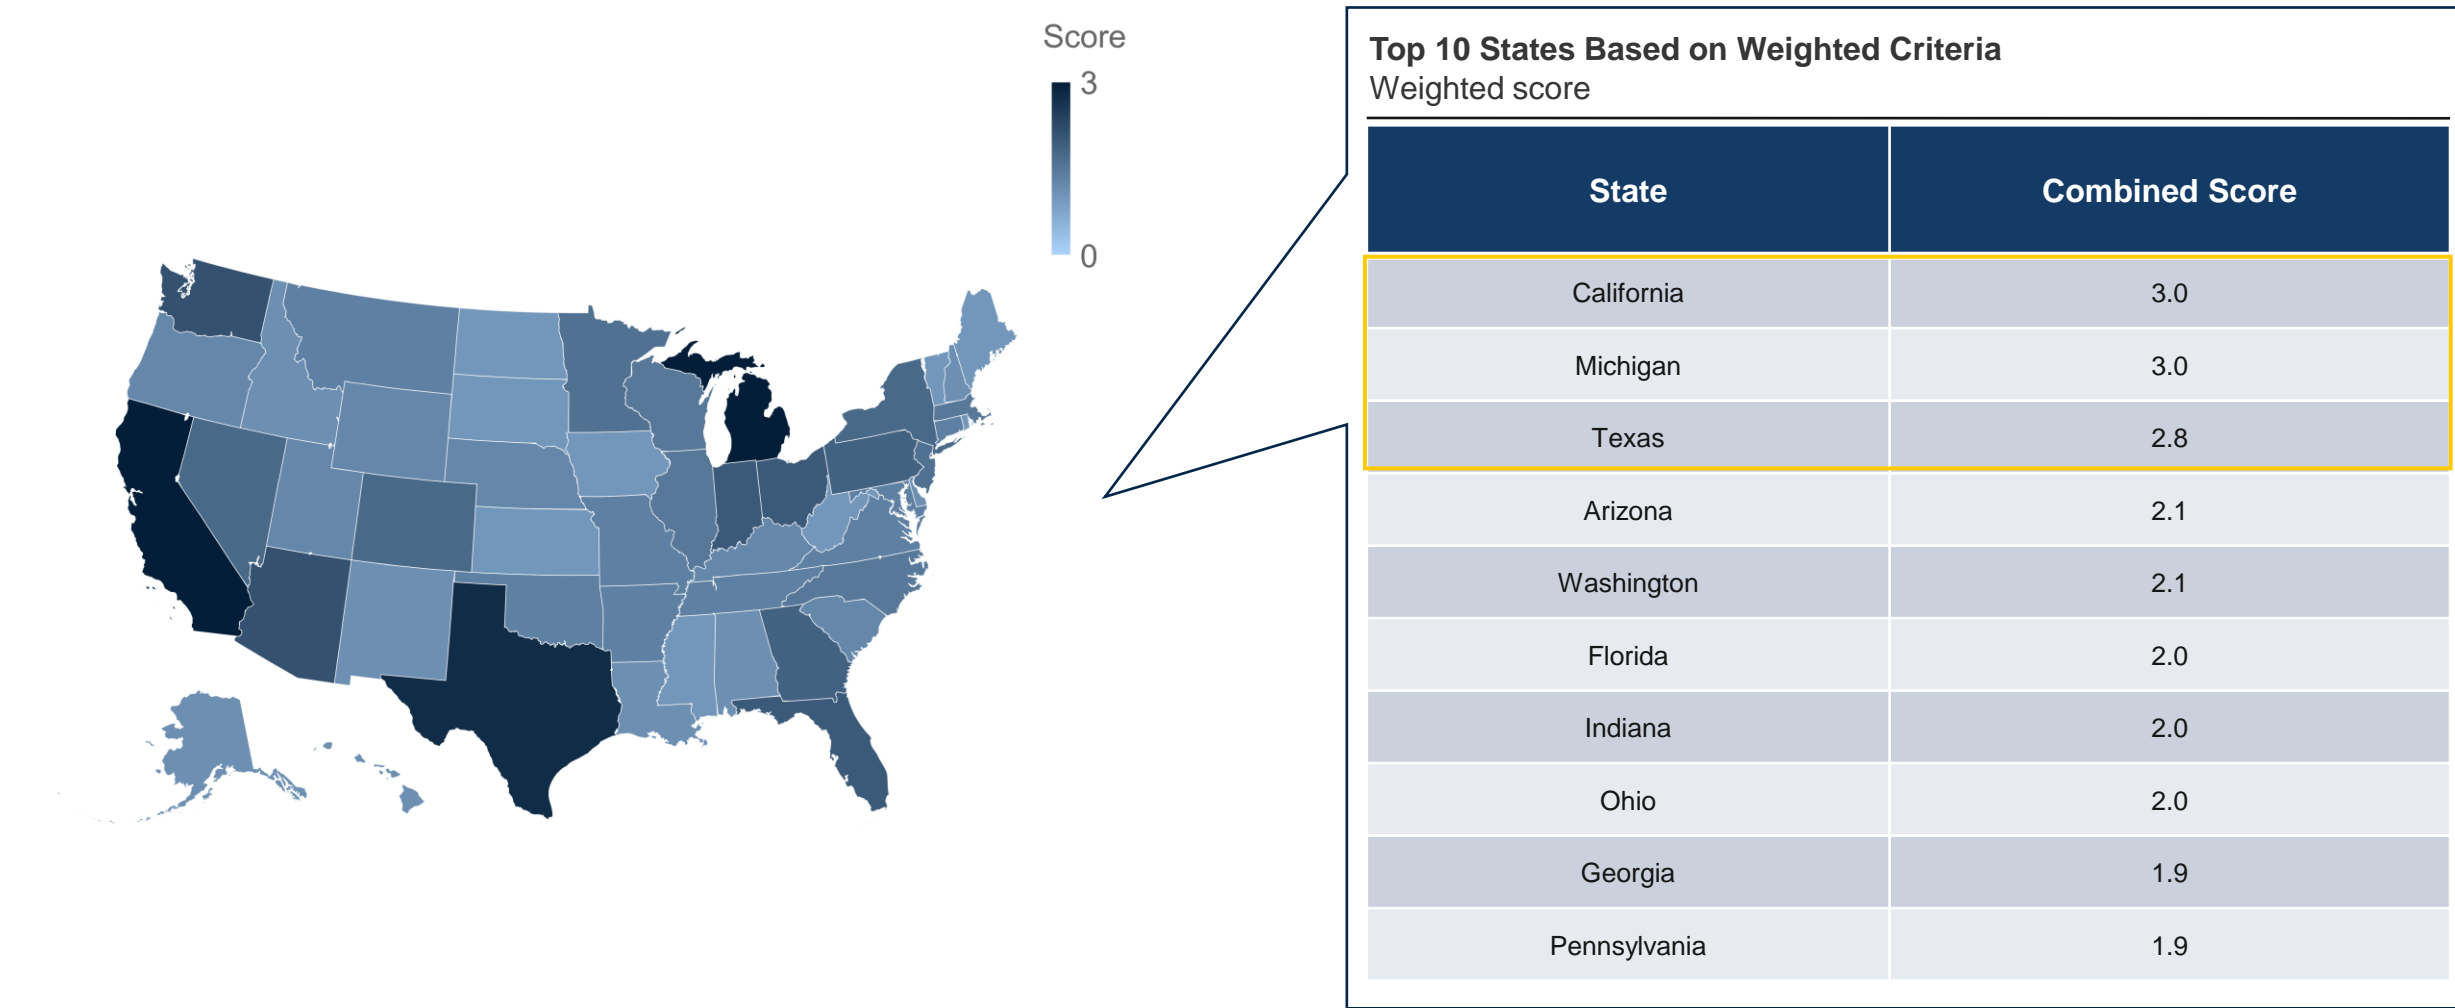 Score
3
0
Top 10 States Based on Weighted Criteria
Weighted score
State Combined Score
California 3.0
Michigan 3.0
Texas 2.8
Arizona 2.1
Washington 2.1
Florida 2.0
Indiana 2.0
Ohio 2.0
Georgia 1.9
Pennsylvania 1.9